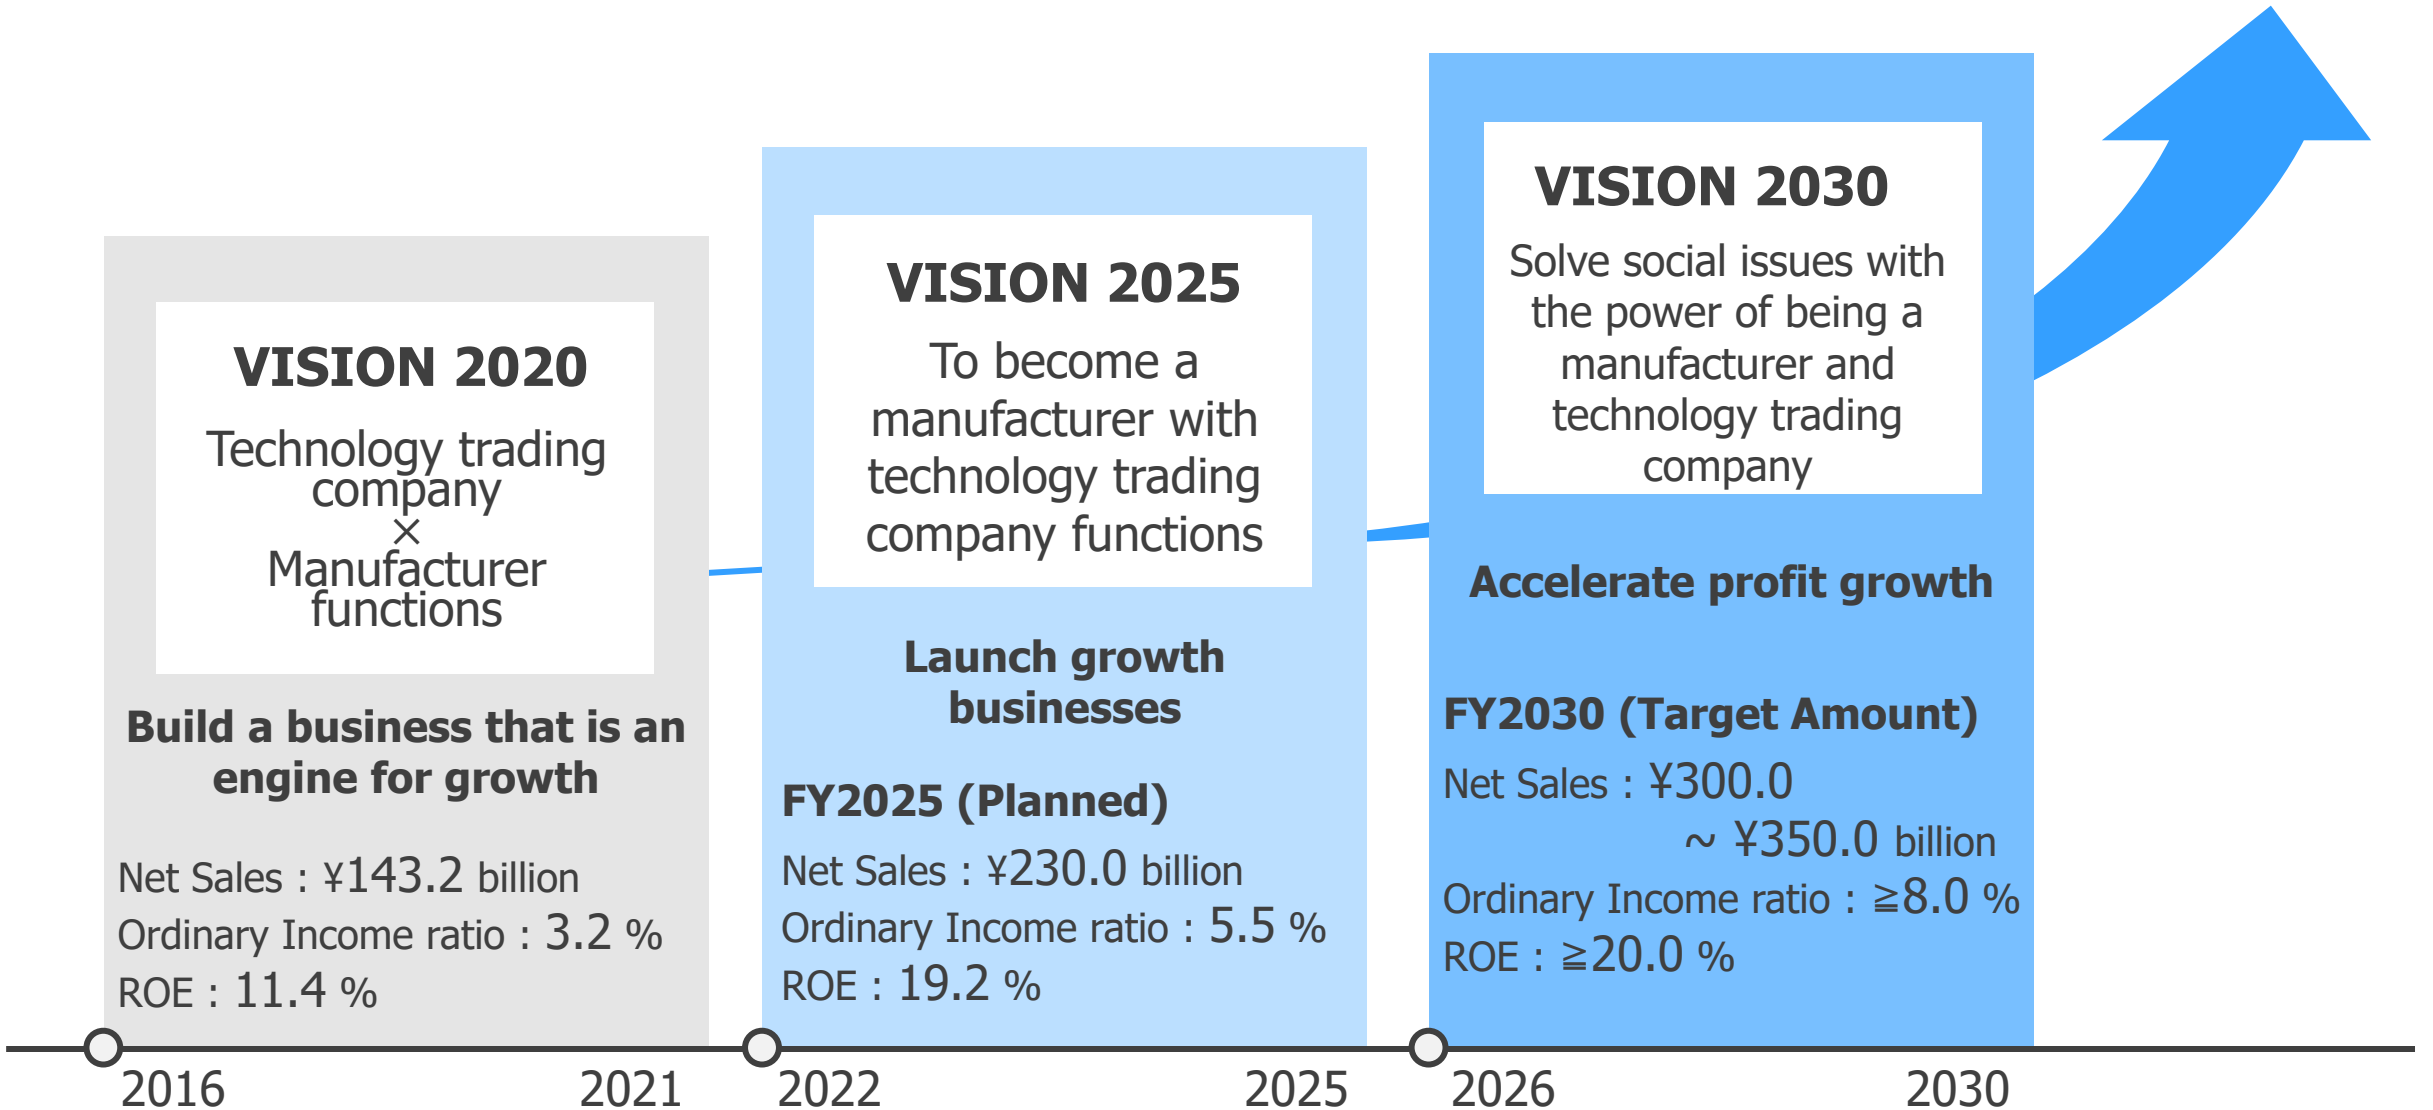 VISION 2020
Technology trading
company
×
Manufacturer
functions
Build a business that is an
engine for growth
Net Sales : ¥143.2 billion
Ordinary Income ratio : 3.2 %
ROE : 11.4 %
VISION 2025
To become a
manufacturer with
technology trading
company functions
Launch growth
businesses
FY2025 (Planned)
Net Sales : ¥230.0 billion
Ordinary Income ratio : 5.5 %
ROE : 19.2 %
VISION 2030
Solve social issues with
the power of being a
manufacturer and
technology trading
company
Accelerate profit growth
FY2030 (Target Amount)
Net Sales : ¥300.0
~ ¥350.0 billion
Ordinary Income ratio : ≧8.0 %
ROE : ≧20.0 %
2016 2021 2022 2025 2026 2030